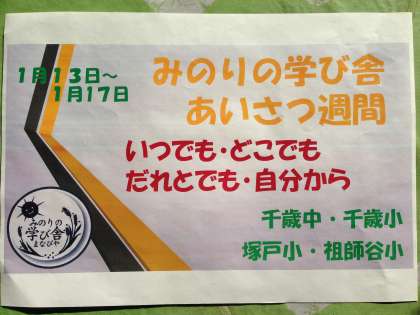 1月13日～
1月17日
みのりの学び舎
あいさつ週間
いつでも・どこでも
だれとでも・自分から
千歳中・千歳小
塚戸小・祖師谷小
みのりの
学び舎
まなびや